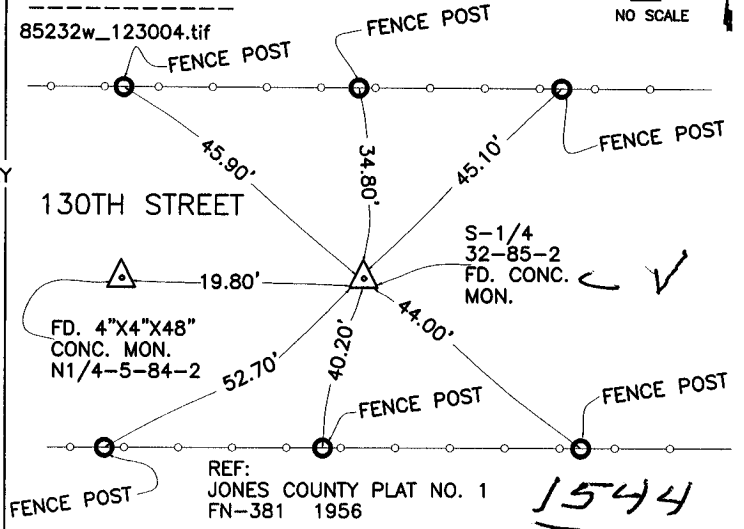 NO SCALE
85232w_123004.tif
FENCE POST
FENCE POST
FENCE POST
45.90'
34.80'
45.10'
Y
130TH STREET
S-1/4
32-85-2
FD. CONC.
MON.
19.80'
FD. 4"X4"X48"
CONC. MON.
N1/4-5-84-2
44.00'
52.70'
40.20'
FENCE POST
FENCE POST
FENCE POST
REF:
JONES COUNTY PLAT NO. 1
FN-381 1956
1544